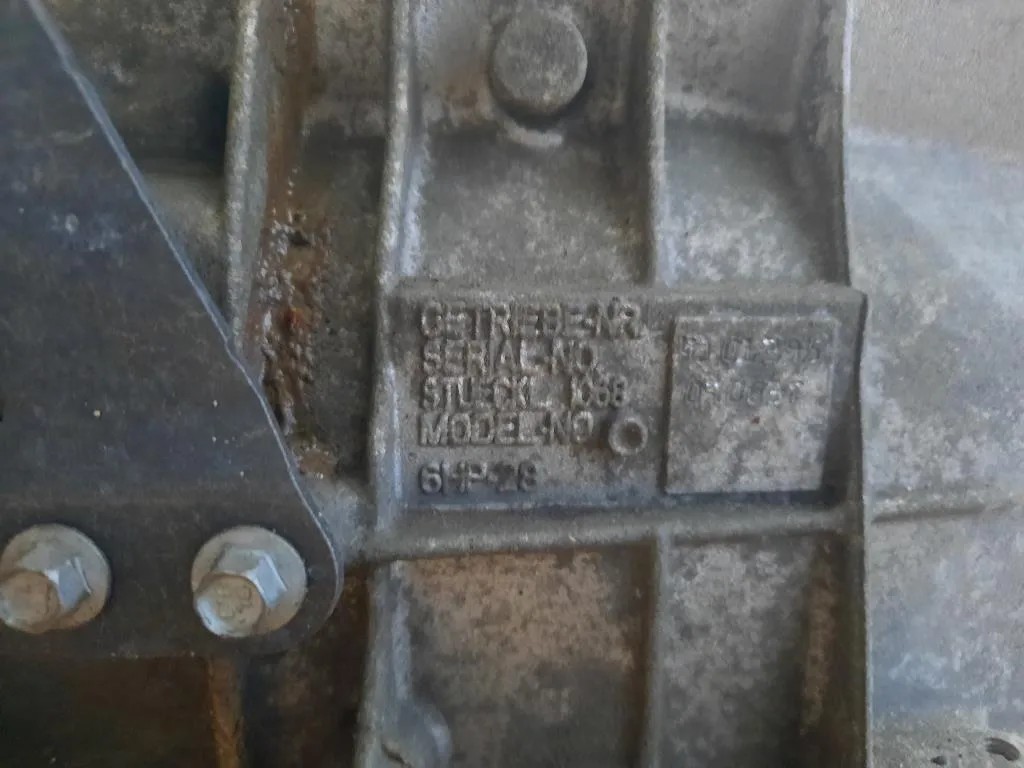 GETRIEBE-NR.
SERIAL-NO.
STUECKL. 1068
MODEL-NO
6HP-28